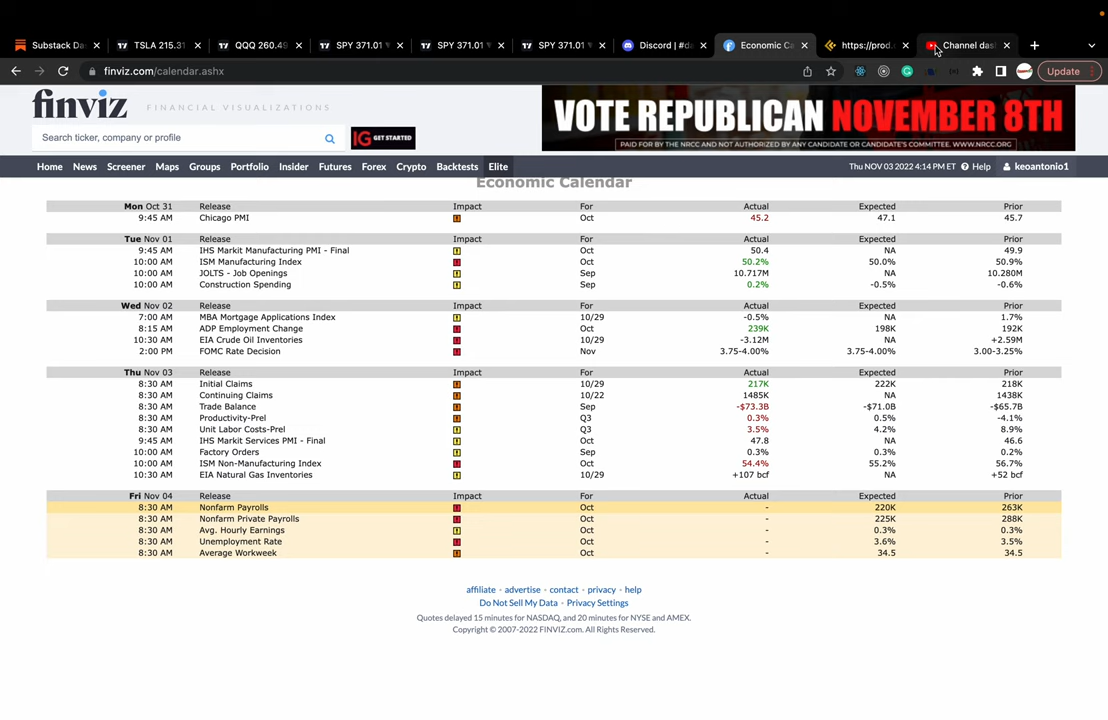 Substack Da
TSLA 215.31
QQQ 260.49
SPY 371.01
SPY 371.01
SPY 371.01
Discord | #da
Economic Ca
https://prod.
Channel das
finviz.com/calendar.ashx
Update
finviz FINANCIAL VISUALIZATIONS
Search ticker, company or profile
IG GET STARTED
VOTE REPUBLICAN NOVEMBER 8TH
PAID FOR BY THE NRCC AND NOT AUTHORIZED BY ANY CANDIDATE OR CANDIDATE'S COMMITTEE. WWW.NRCC.ORG
Home News Screener Maps Groups Portfolio Insider Futures Forex Crypto Backtests Elite Thu NOV 03 2022 4:14 PM ET Help keoantonio1
Economic Calendar
Mon Oct 31 Release Impact For Actual Expected Prior
9:45 AM Chicago PMI Oct 45.2 47.1 45.7
Tue Nov 01 Release Impact For Actual Expected Prior
9:45 AM IHS Markit Manufacturing PMI - Final Oct 50.4 NA 49.9
10:00 AM ISM Manufacturing Index Oct 50.2% 50.0% 50.9%
10:00 AM JOLTS - Job Openings Sep 10.717M NA 10.280M
10:00 AM Construction Spending Sep 0.2% -0.5% -0.6%
Wed Nov 02 Release Impact For Actual Expected Prior
7:00 AM MBA Mortgage Applications Index 10/29 -0.5% NA 1.7%
8:15 AM ADP Employment Change Oct 239K 198K 192K
10:30 AM EIA Crude Oil Inventories 10/29 -3.12M NA +2.59M
2:00 PM FOMC Rate Decision Nov 3.75-4.00% 3.75-4.00% 3.00-3.25%
Thu Nov 03 Release Impact For Actual Expected Prior
8:30 AM Initial Claims 10/29 217K 222K 218K
8:30 AM Continuing Claims 10/22 1485K NA 1438K
8:30 AM Trade Balance Sep -$73.3B -$71.0B -$65.7B
8:30 AM Productivity-Prel Q3 0.3% 0.5% -4.1%
8:30 AM Unit Labor Costs-Prel Q3 3.5% 4.2% 8.9%
9:45 AM IHS Markit Services PMI - Final Oct 47.8 NA 46.6
10:00 AM Factory Orders Sep 0.3% 0.3% 0.2%
10:00 AM ISM Non-Manufacturing Index Oct 54.4% 55.2% 56.7%
10:30 AM EIA Natural Gas Inventories 10/29 +107 bcf NA +52 bcf
Fri Nov 04 Release Impact For Actual Expected Prior
8:30 AM Nonfarm Payrolls Oct - 220K 263K
8:30 AM Nonfarm Private Payrolls Oct - 225K 288K
8:30 AM Avg. Hourly Earnings Oct - 0.3% 0.3%
8:30 AM Unemployment Rate Oct - 3.6% 3.5%
8:30 AM Average Workweek Oct - 34.5 34.5
affiliate - advertise - contact - privacy - help
Do Not Sell My Data - Privacy Settings
Quotes delayed 15 minutes for NASDAQ, and 20 minutes for NYSE and AMEX.
Copyright © 2007-2022 FINVIZ.com. All Rights Reserved.